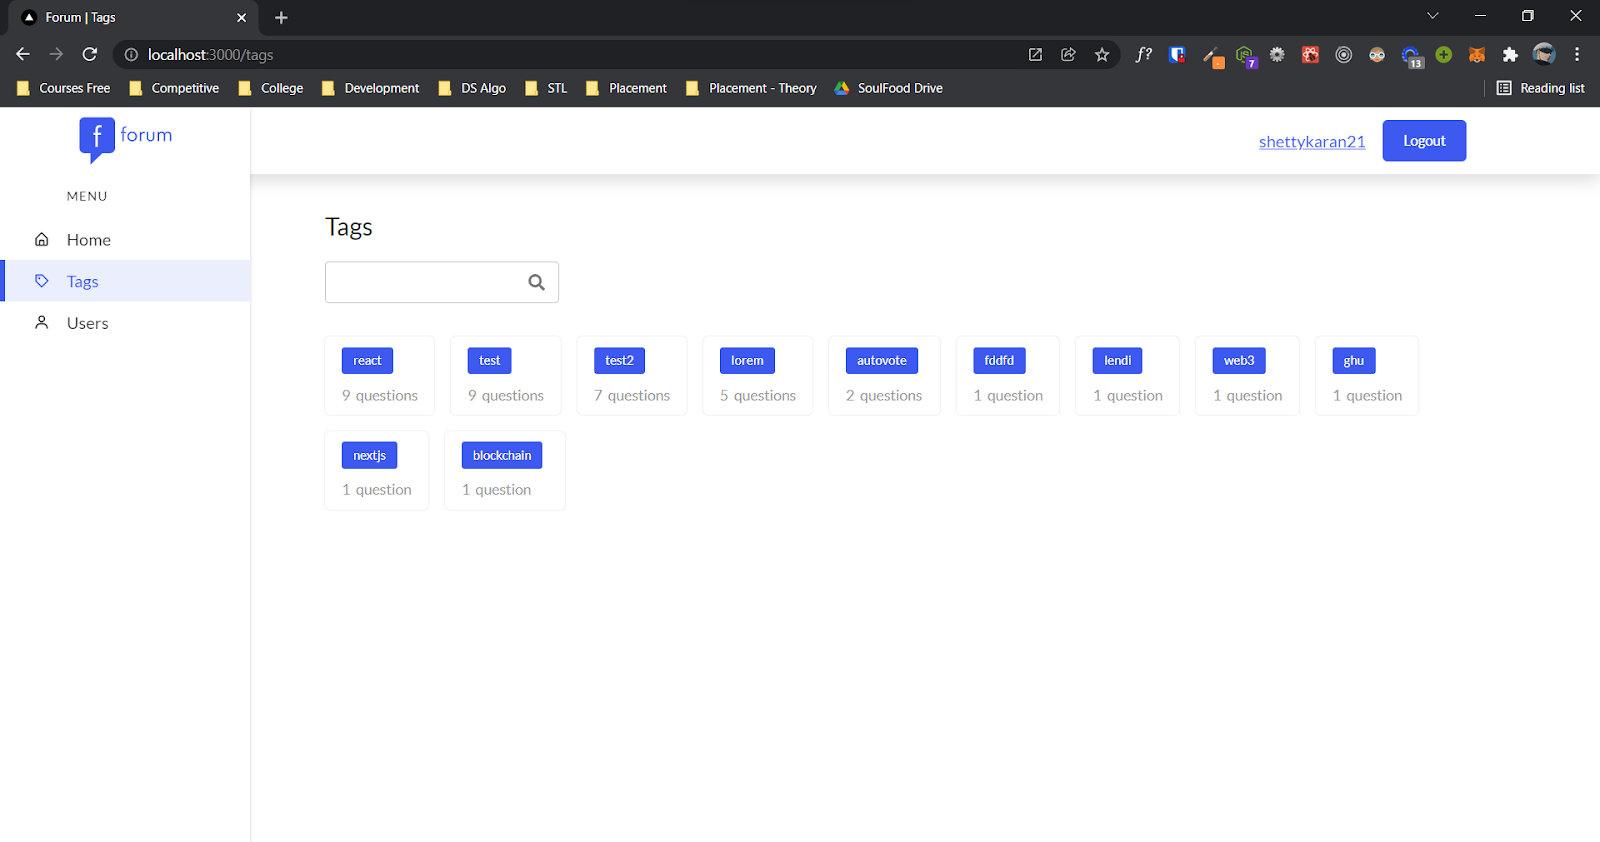 Forum | Tags
localhost:3000/tags
f?
7
13
Courses Free Competitive College Development DS Algo STL Placement Placement - Theory SoulFood Drive Reading list
f forum
shettykaran21 Logout
MENU
Home
Tags
Users
Tags
react test test2 lorem autovote fddfd lendi web3 ghu
9 questions 9 questions 7 questions 5 questions 2 questions 1 question 1 question 1 question 1 question
nextjs blockchain
1 question 1 question